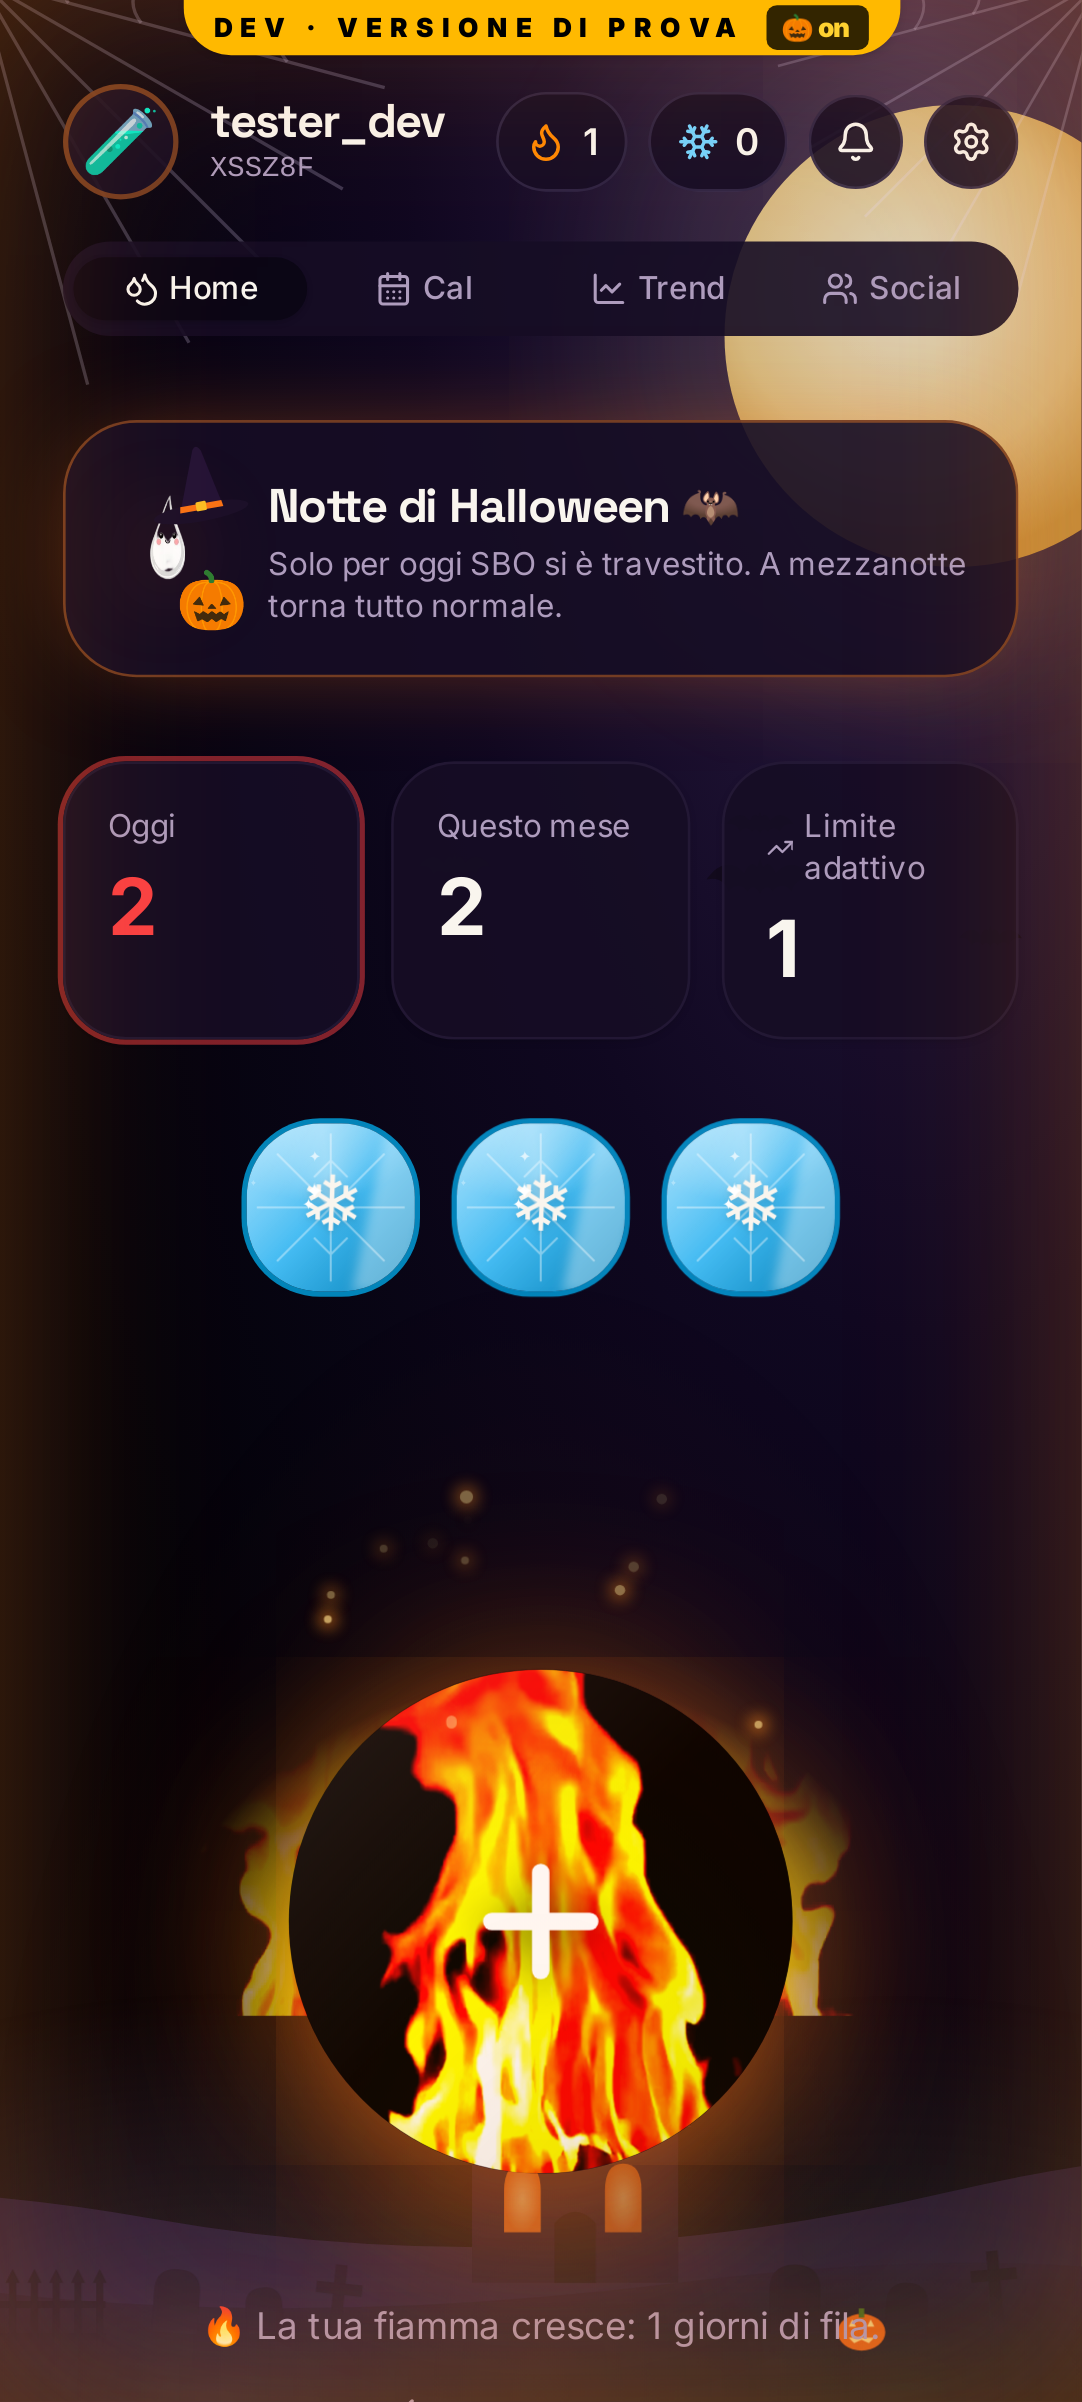 DEV · VERSIONE DI PROVA 🎃 on
tester_dev
XSSZ8F
1
0
Home
Cal
Trend
Social
Notte di Halloween 🦇
Solo per oggi SBO si è travestito. A mezzanotte
torna tutto normale.
Oggi
2
Questo mese
2
Limite
adattivo
1
🔥 La tua fiamma cresce: 1 giorni di fila.